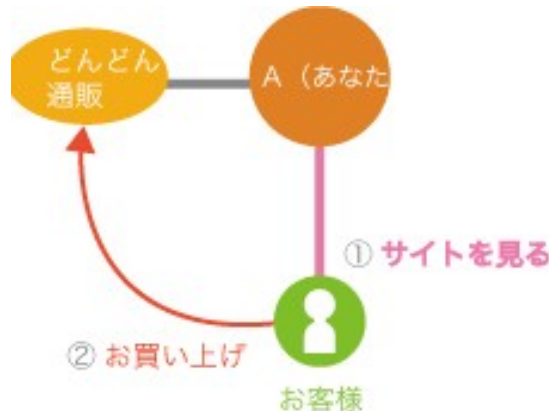 どんどん
通販
A（あなた
① サイトを見る
② お買い上げ
お客様